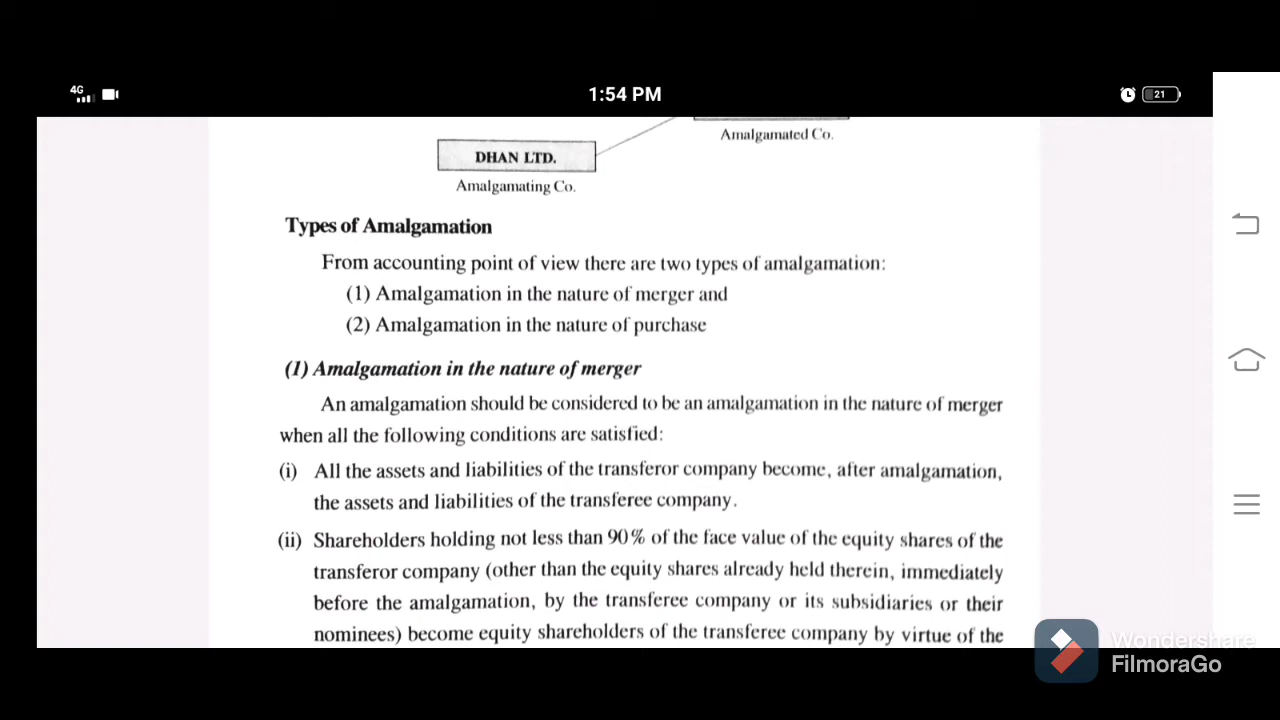 4G
1:54 PM
21
Amalgamated Co.
DHAN LTD.
Amalgamating Co.
Types of Amalgamation
From accounting point of view there are two types of amalgamation:
(1) Amalgamation in the nature of merger and
(2) Amalgamation in the nature of purchase
(1) Amalgamation in the nature of merger
An amalgamation should be considered to be an amalgamation in the nature of merger
when all the following conditions are satisfied:
(i) All the assets and liabilities of the transferor company become, after amalgamation,
the assets and liabilities of the transferee company.
(ii) Shareholders holding not less than 90% of the face value of the equity shares of the
transferor company (other than the equity shares already held therein, immediately
before the amalgamation, by the transferee company or its subsidiaries or their
nominees) become equity shareholders of the transferee company by virtue of the
Wondershare
FilmoraGo